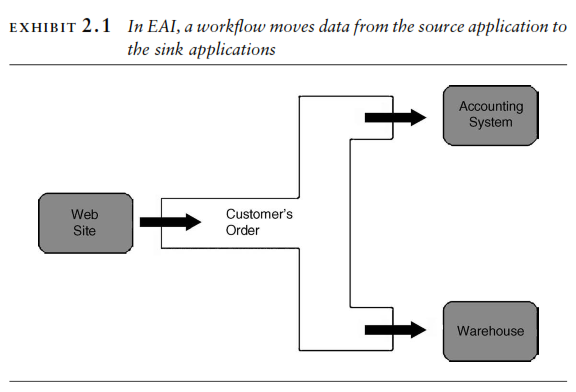 EXHIBIT 2.1 In EAI, a workflow moves data from the source application to
the sink applications
Accounting
System
Web
Site
Customer's
Order
Warehouse